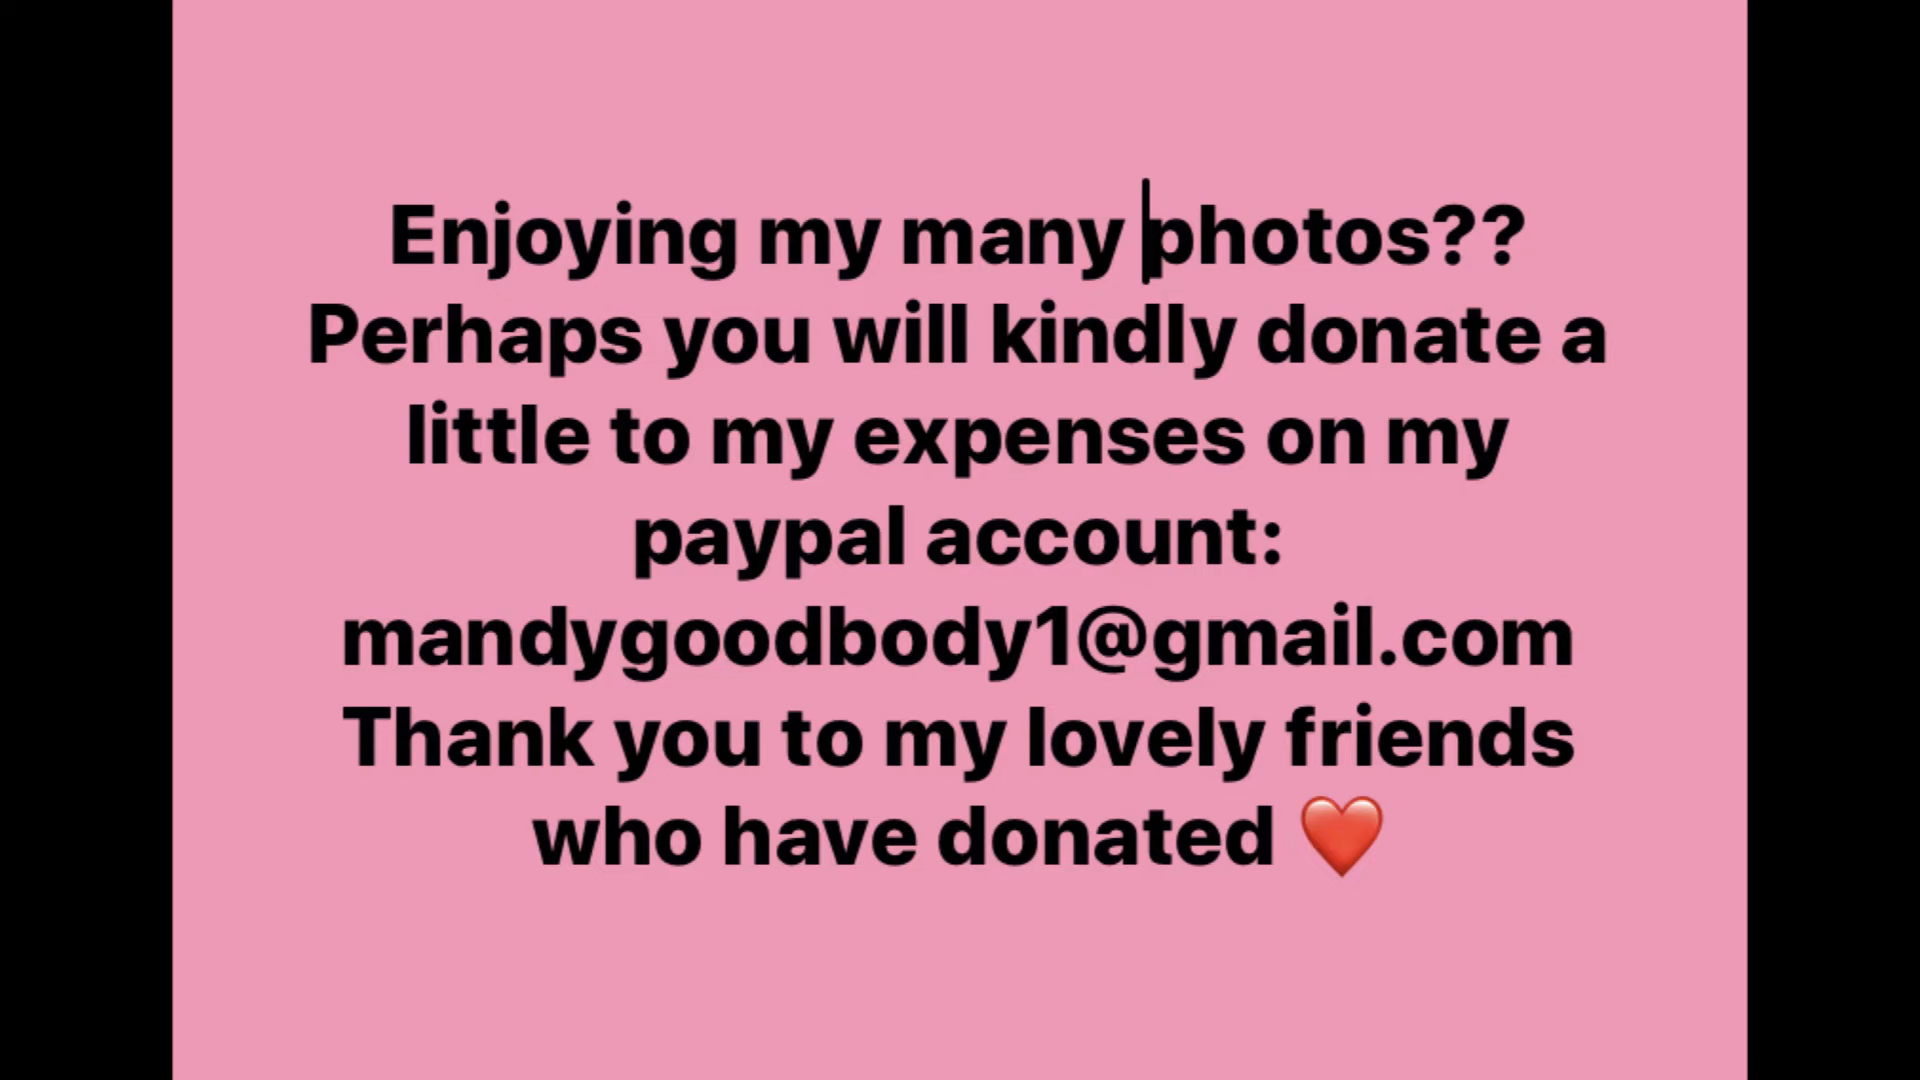 Enjoying my many photos??
Perhaps you will kindly donate a
little to my expenses on my
paypal account:
mandygoodbody1@gmail.com
Thank you to my lovely friends
who have donated ❤️